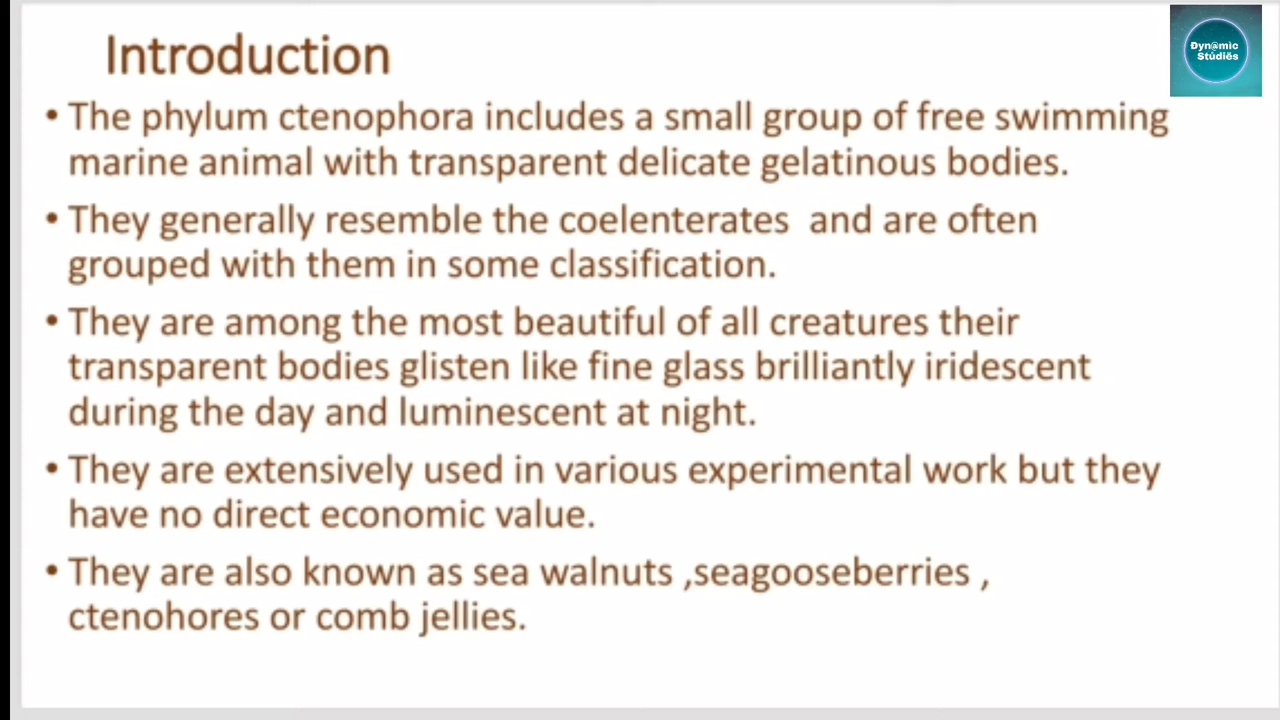 Introduction
Đyn@mic
Stúdiēs
• The phylum ctenophora includes a small group of free swimming
marine animal with transparent delicate gelatinous bodies.
• They generally resemble the coelenterates and are often
grouped with them in some classification.
• They are among the most beautiful of all creatures their
transparent bodies glisten like fine glass brilliantly iridescent
during the day and luminescent at night.
• They are extensively used in various experimental work but they
have no direct economic value.
• They are also known as sea walnuts ,seagooseberries ,
ctenohores or comb jellies.